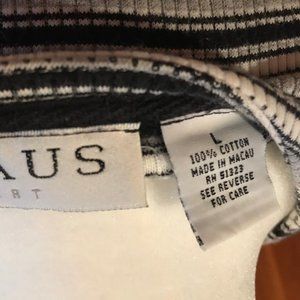 AUS
RT
L
100% COTTON
MADE IN MACAU
RN 51323
SEE REVERSE
FOR CARE